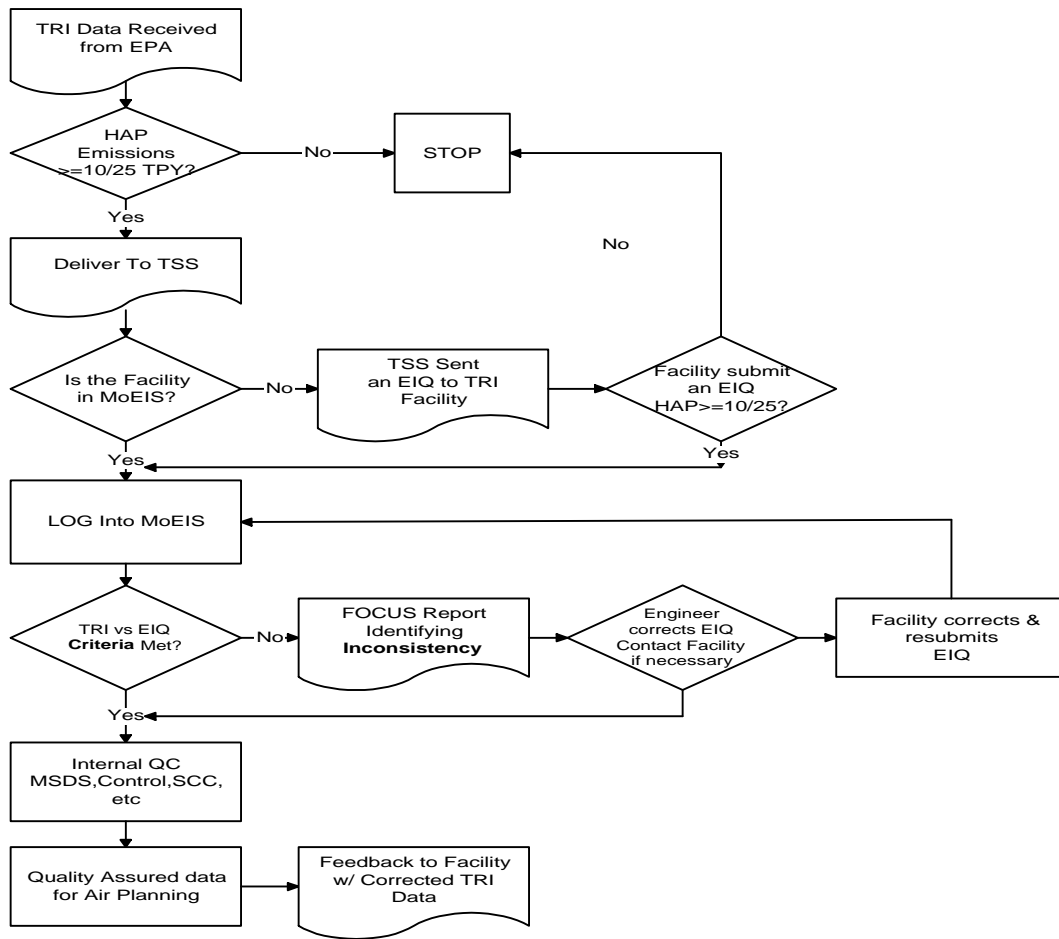 TRI Data Received
from EPA
HAP
Emissions
>=10/25 TPY?
No
STOP
Yes
No
Deliver To TSS
Is the Facility
in MoEIS?
No
TSS Sent
an EIQ to TRI
Facility
Facility submit
an EIQ
HAP>=10/25?
Yes
Yes
LOG Into MoEIS
TRI vs EIQ
Criteria Met?
No
FOCUS Report
Identifying
Inconsistency
Engineer
corrects EIQ
Contact Facility
if necessary
Facility corrects &
resubmits
EIQ
Yes
Internal QC
MSDS,Control,SCC,
etc
Quality Assured data
for Air Planning
Feedback to Facility
w/ Corrected TRI
Data